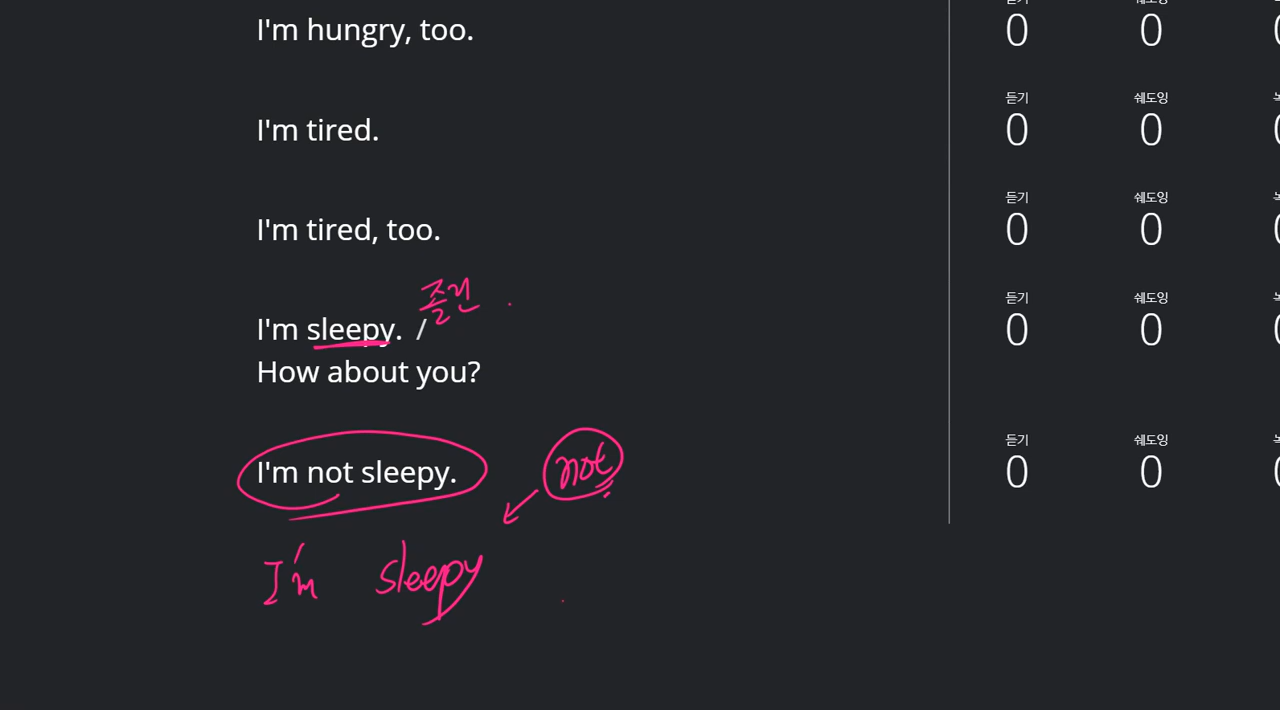 듣기 쉐도잉
I'm hungry, too. 0 0
듣기 쉐도잉
I'm tired. 0 0
듣기 쉐도잉
I'm tired, too. 0 0
졸린
듣기 쉐도잉
I'm sleepy. / 0 0
How about you?
듣기 쉐도잉
I'm not sleepy. not 0 0
I'm sleepy